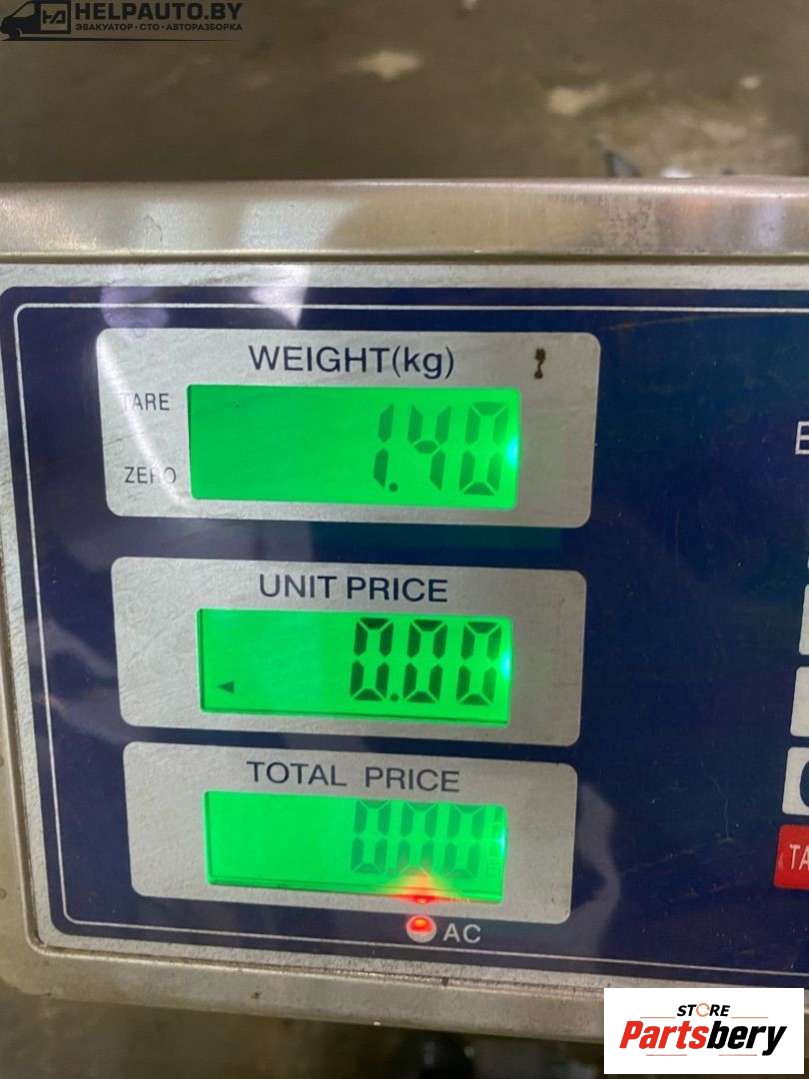 HELPAUTO.BY
ЭВАКУАТОР · СТО · АВТОРАЗБОРКА
WEIGHT(kg)
TARE
1.40
ZERO
UNIT PRICE
0.00
TOTAL PRICE
0.00
AC
TA
STORE
Partsbery